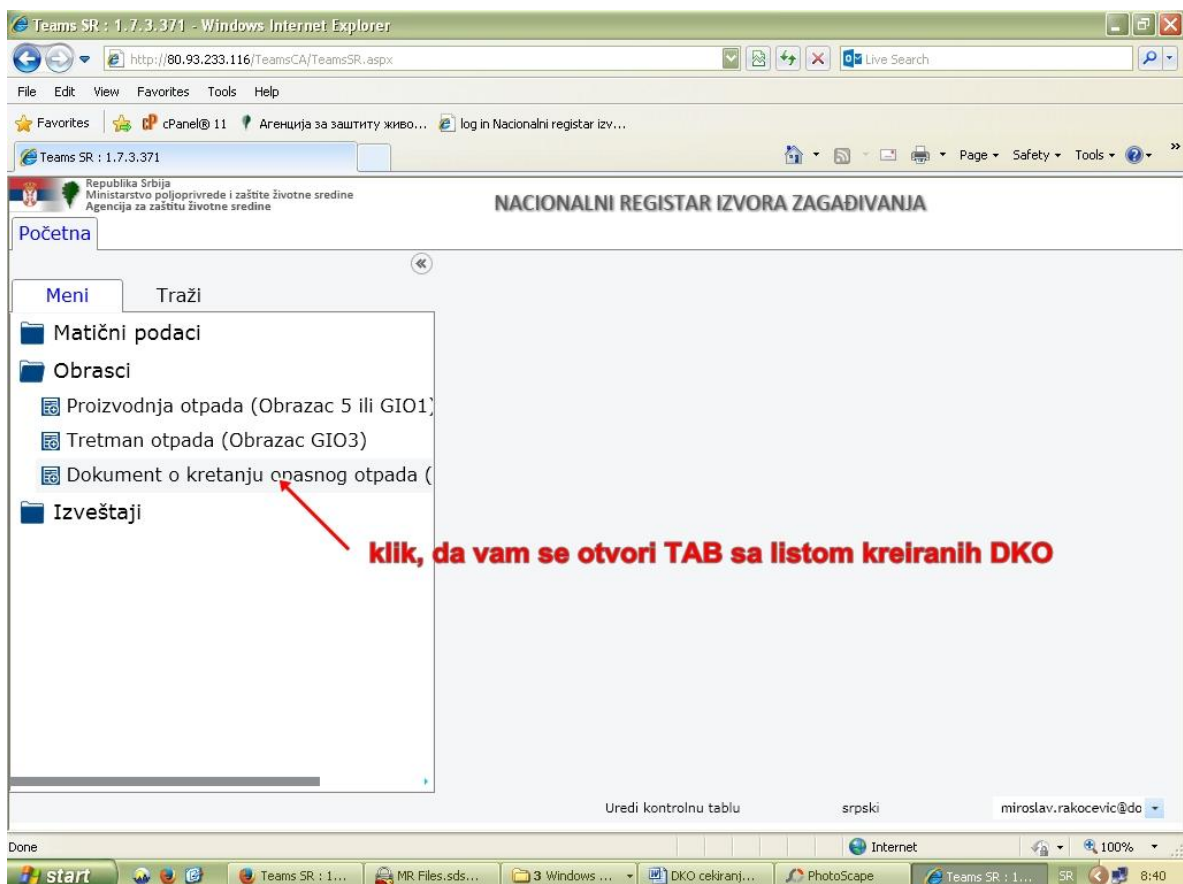 Teams SR : 1.7.3.371 - Windows Internet Explorer
http://80.93.233.116/TeamsCA/TeamsSR.aspx
Live Search
File Edit View Favorites Tools Help
Favorites cPanel® 11 Агенција за заштиту живо... log in Nacionalni registar izv...
Teams SR : 1.7.3.371
Page Safety Tools
Republika Srbija
Ministarstvo poljoprivrede i zaštite životne sredine
Agencija za zaštitu životne sredine
NACIONALNI REGISTAR IZVORA ZAGAĐIVANJA
Početna
Meni Traži
Matični podaci
Obrasci
Proizvodnja otpada (Obrazac 5 ili GIO1)
Tretman otpada (Obrazac GIO3)
Dokument o kretanju opasnog otpada (
Izveštaji
klik, da vam se otvori TAB sa listom kreiranih DKO
Uredi kontrolnu tablu srpski miroslav.rakocevic@do
Done Internet 100%
start Teams SR : 1... MR Files.sds... 3 Windows ... DKO cekiranj... PhotoScape Teams SR : 1... SR 8:40